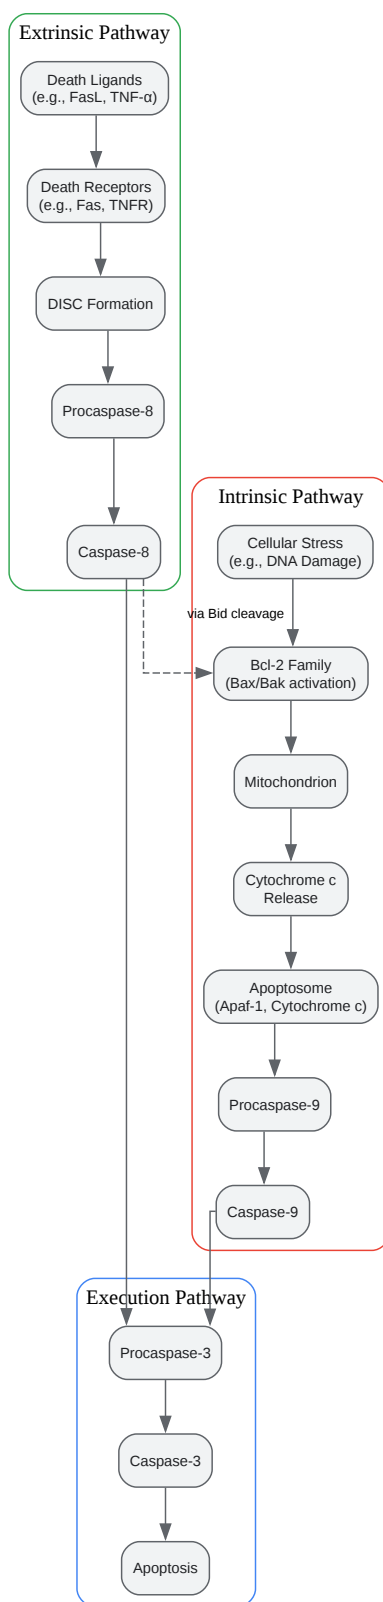 Extrinsic Pathway
Death Ligands
(e.g., FasL, TNF-α)
Death Receptors
(e.g., Fas, TNFR)
DISC Formation
Procaspase-8
Caspase-8
Intrinsic Pathway
Cellular Stress
(e.g., DNA Damage)
via Bid cleavage
Bcl-2 Family
(Bax/Bak activation)
Mitochondrion
Cytochrome c
Release
Apoptosome
(Apaf-1, Cytochrome c)
Procaspase-9
Caspase-9
Execution Pathway
Procaspase-3
Caspase-3
Apoptosis